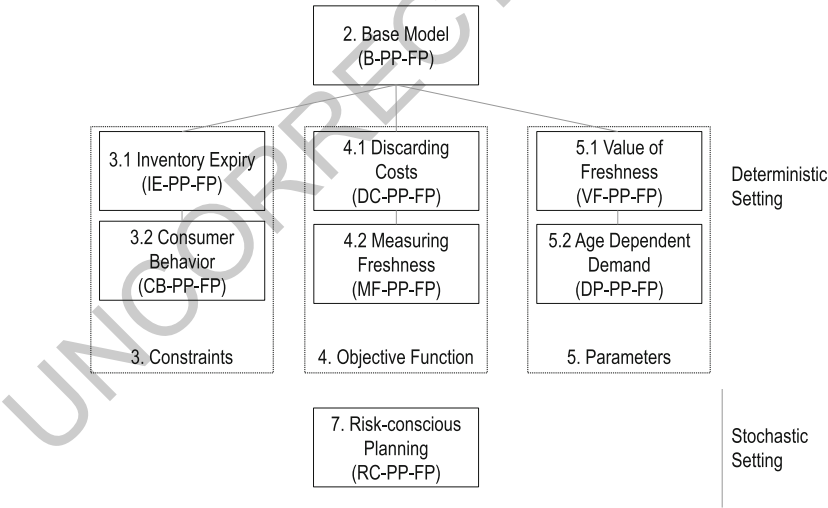 2. Base Model
(B-PP-FP)
3.1 Inventory Expiry
(IE-PP-FP)
3.2 Consumer
Behavior
(CB-PP-FP)
3. Constraints
4.1 Discarding
Costs
(DC-PP-FP)
4.2 Measuring
Freshness
(MF-PP-FP)
4. Objective Function
5.1 Value of
Freshness
(VF-PP-FP)
5.2 Age Dependent
Demand
(DP-PP-FP)
5. Parameters
Deterministic
Setting
7. Risk-conscious
Planning
(RC-PP-FP)
Stochastic
Setting
UNCORRECT